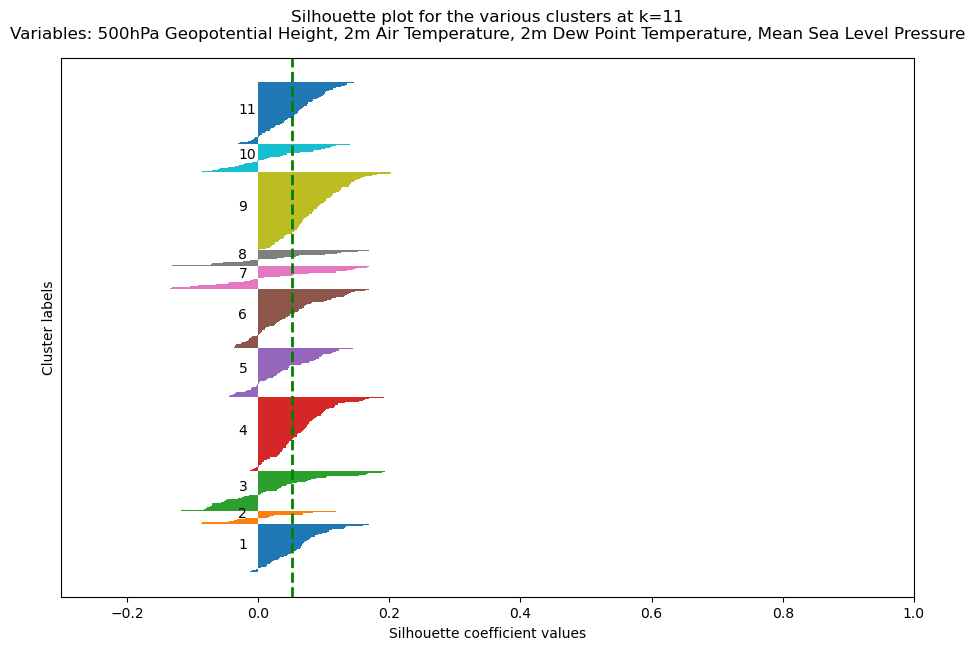 Silhouette plot for the various clusters at k=11
Variables: 500hPa Geopotential Height, 2m Air Temperature, 2m Dew Point Temperature, Mean Sea Level Pressure
Cluster labels
11
10
9
8
7
6
5
4
3
2
1
−0.2 0.0 0.2 0.4 0.6 0.8 1.0
Silhouette coefficient values